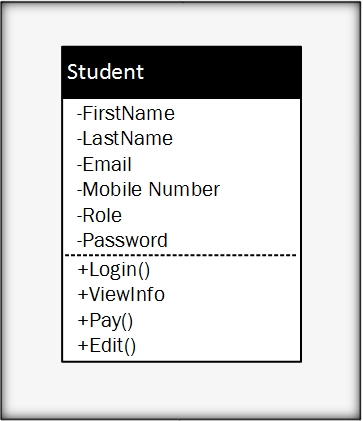 Student
-FirstName
-LastName
-Email
-Mobile Number
-Role
-Password
+Login()
+ViewInfo
+Pay()
+Edit()